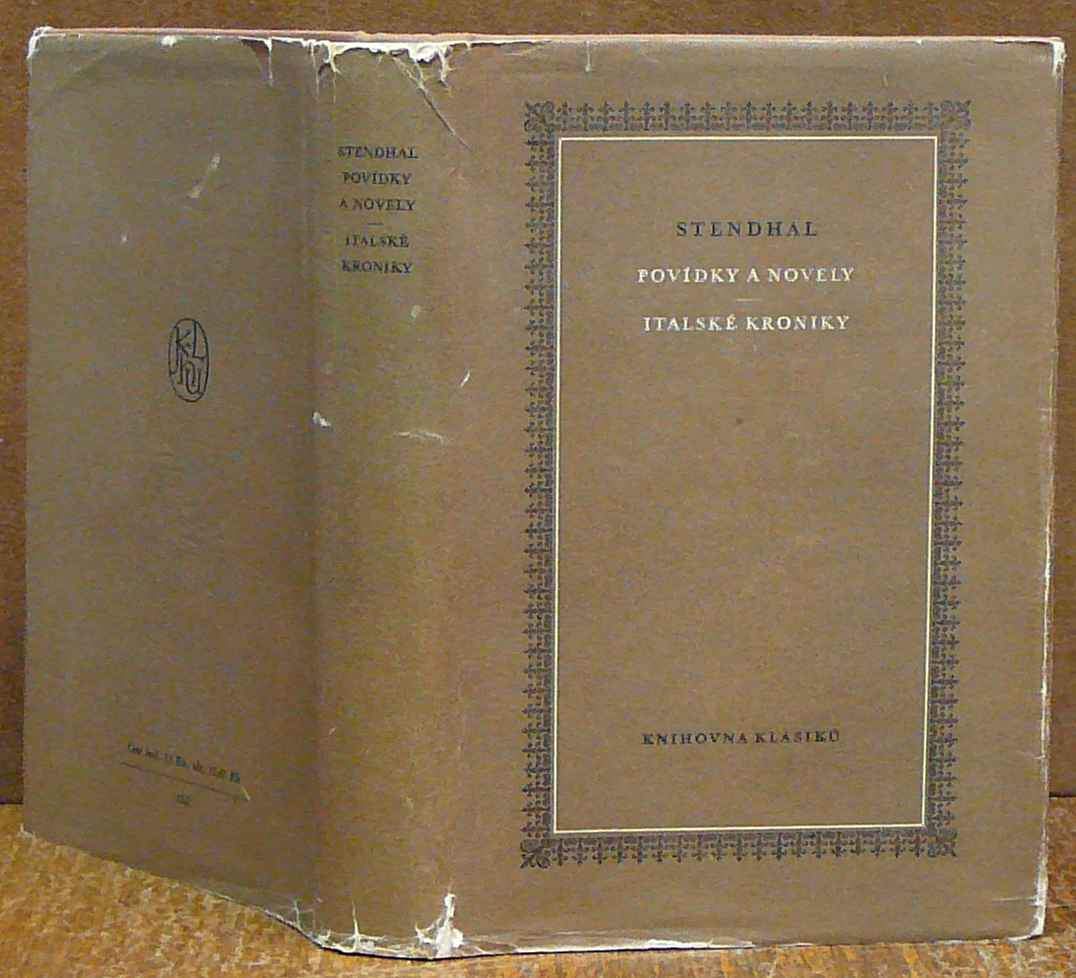 STENDHAL
POVÍDKY
A NOVELY
ITALSKÉ
KRONIKY
STENDHAL
POVÍDKY A NOVELY
ITALSKÉ KRONIKY
KNIHOVNA KLASIKŮ